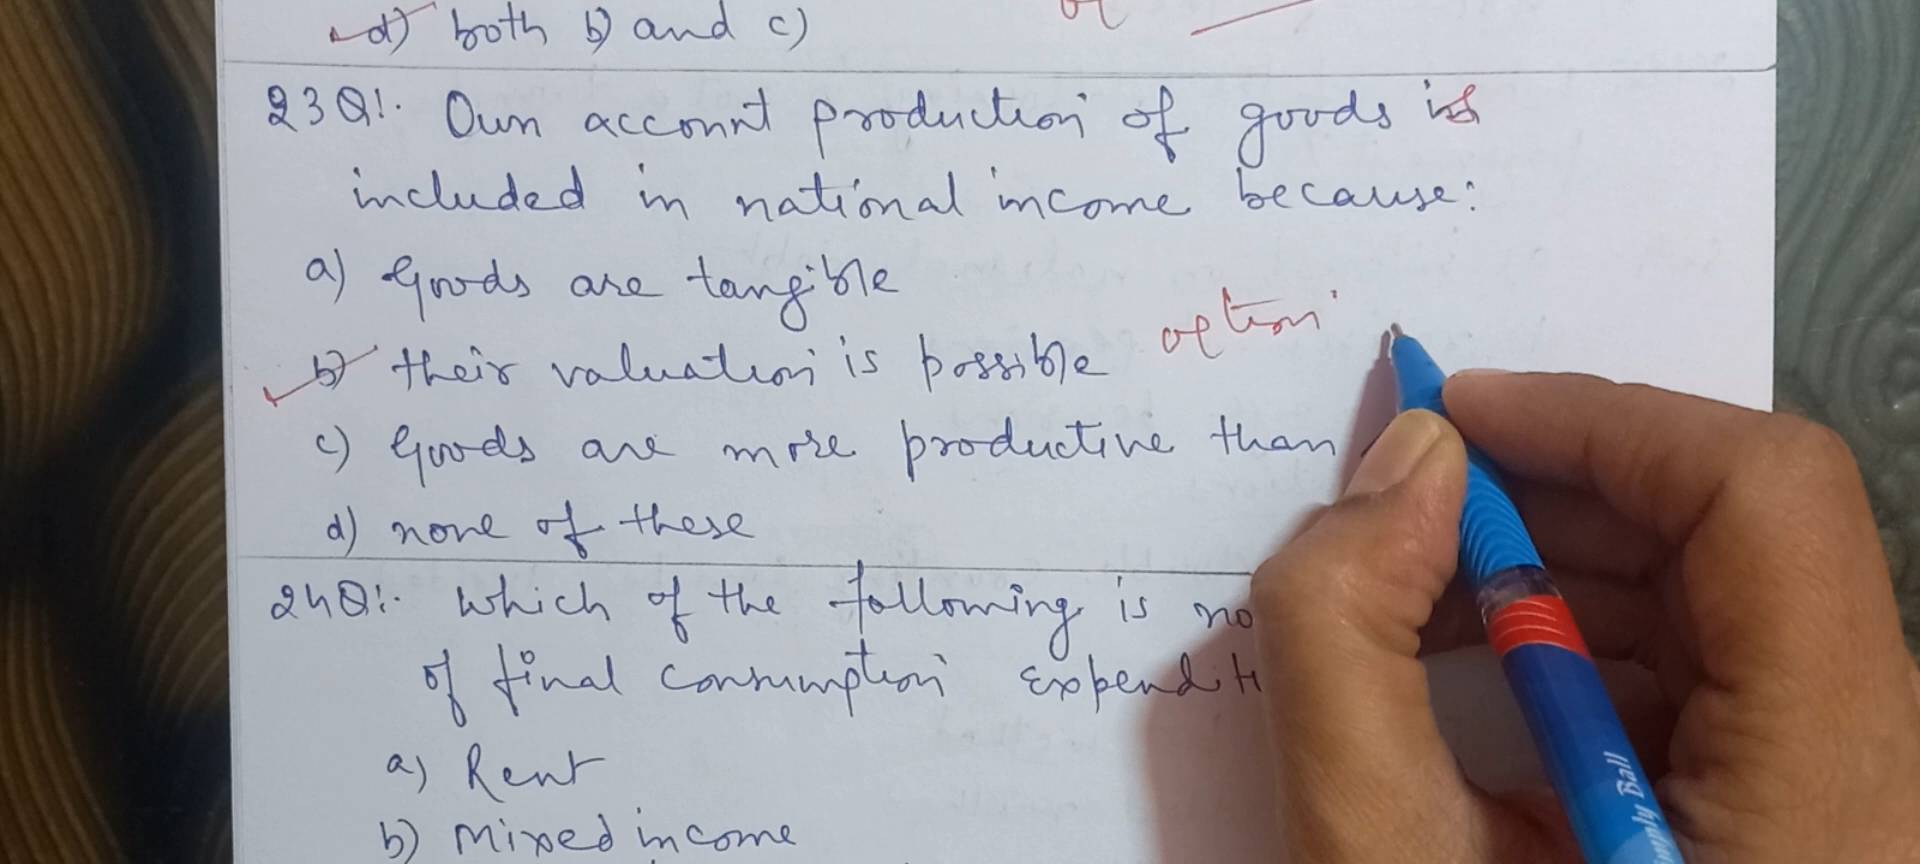 d) both b) and c)
23Q!. Own account production of goods is
included in national income because:
a) Goods are tangible
b) their valuation is possible option
c) Goods are more productive than
d) none of these
24Q!. Which of the following is
of final consumption
a) Rent
b) Mixed income
Ball